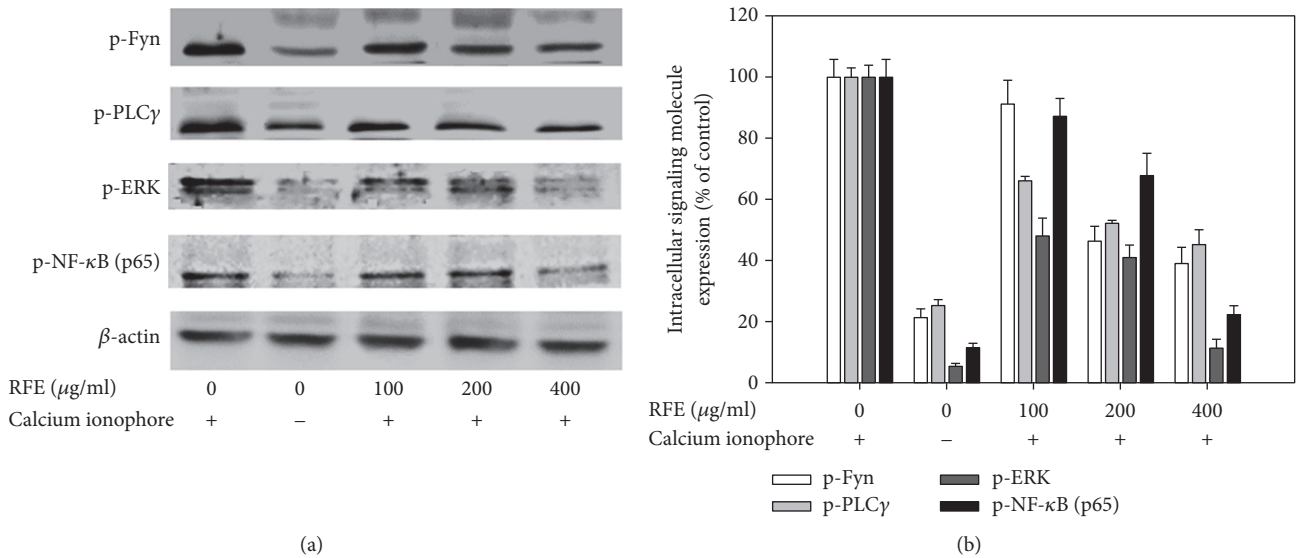 p-Fyn
p-PLCγ
p-ERK
p-NF-κB (p65)
β-actin
RFE (μg/ml) 0 0 100 200 400
Calcium ionophore + – + + +
(a)
Intracellular signaling molecule
expression (% of control)
120
100
80
60
40
20
0
RFE (μg/ml) 0 0 100 200 400
Calcium ionophore + – + + +
p-Fyn p-ERK
p-PLCγ p-NF-κB (p65)
(b)